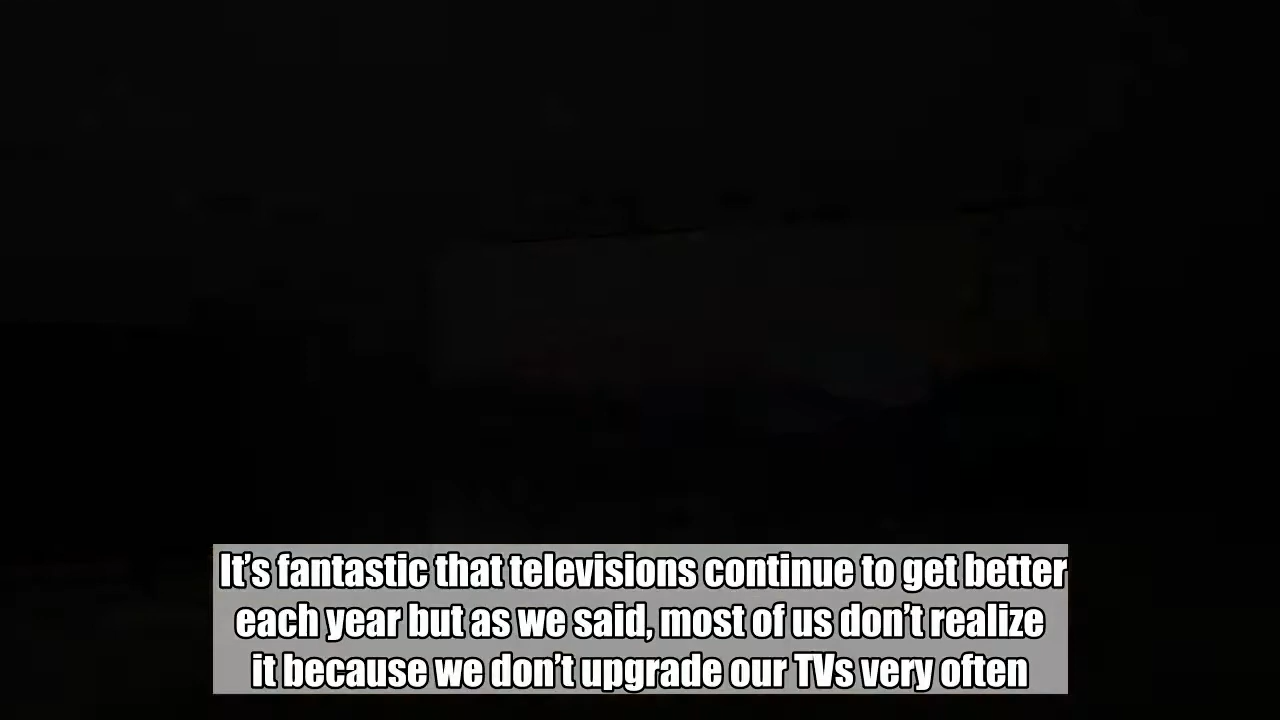 It’s fantastic that televisions continue to get better
each year but as we said, most of us don’t realize
it because we don’t upgrade our TVs very often